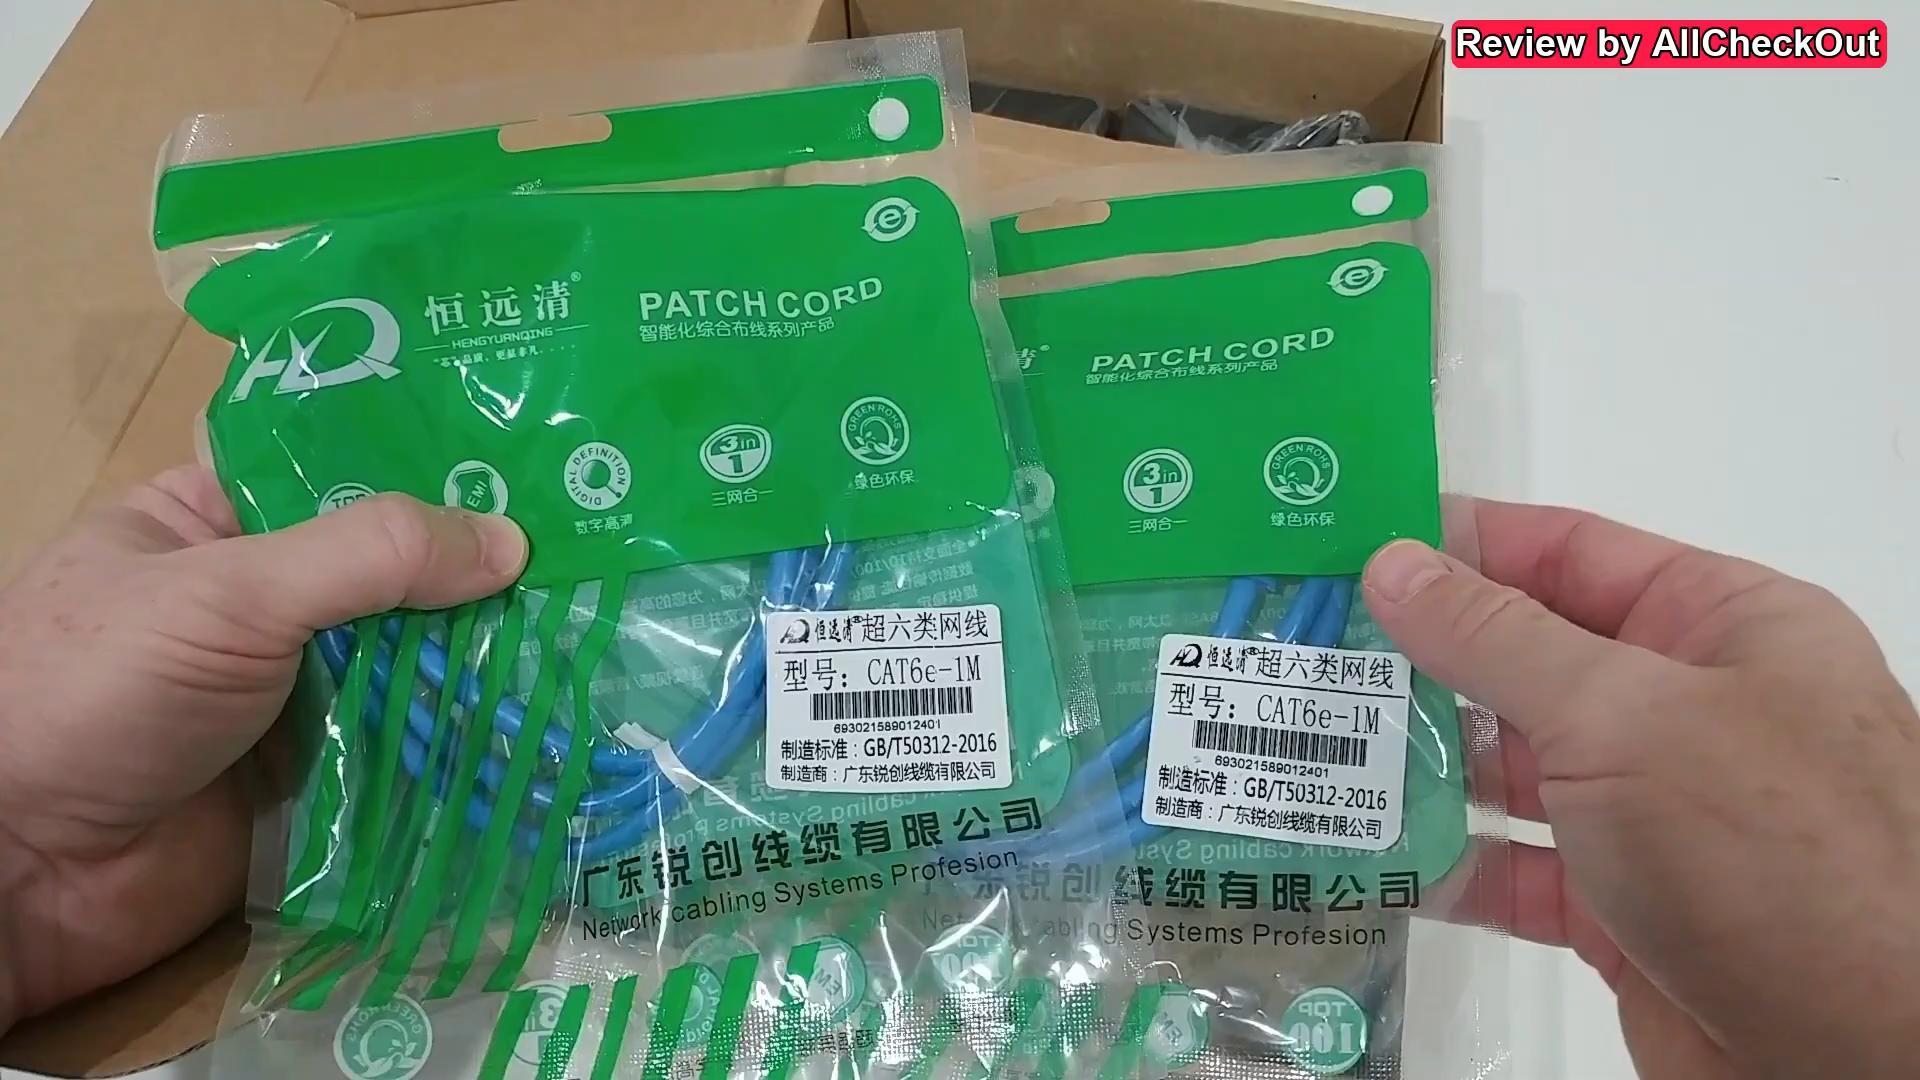 Review by AllCheckOut
恒远清®
HENGYUANQING
PATCH CORD
智能化综合布线系列产品
EMI
DIGITAL DEFINITION
数字高清
3in1
三网合一
GREEN ROHS
绿色环保
恒远清®超六类网线
型号：CAT6e-1M
693021589012401
制造标准：GB/T50312-2016
制造商：广东锐创线缆有限公司
广东锐创线缆有限公司
Network cabling Systems Profesion
清®
PATCH CORD
智能化综合布线系列产品
3in1
三网合一
GREEN ROHS
绿色环保
恒远清®超六类网线
型号：CAT6e-1M
693021589012401
制造标准：GB/T50312-2016
制造商：广东锐创线缆有限公司
广东锐创线缆有限公司
Network cabling Systems Profesion
TOP
100